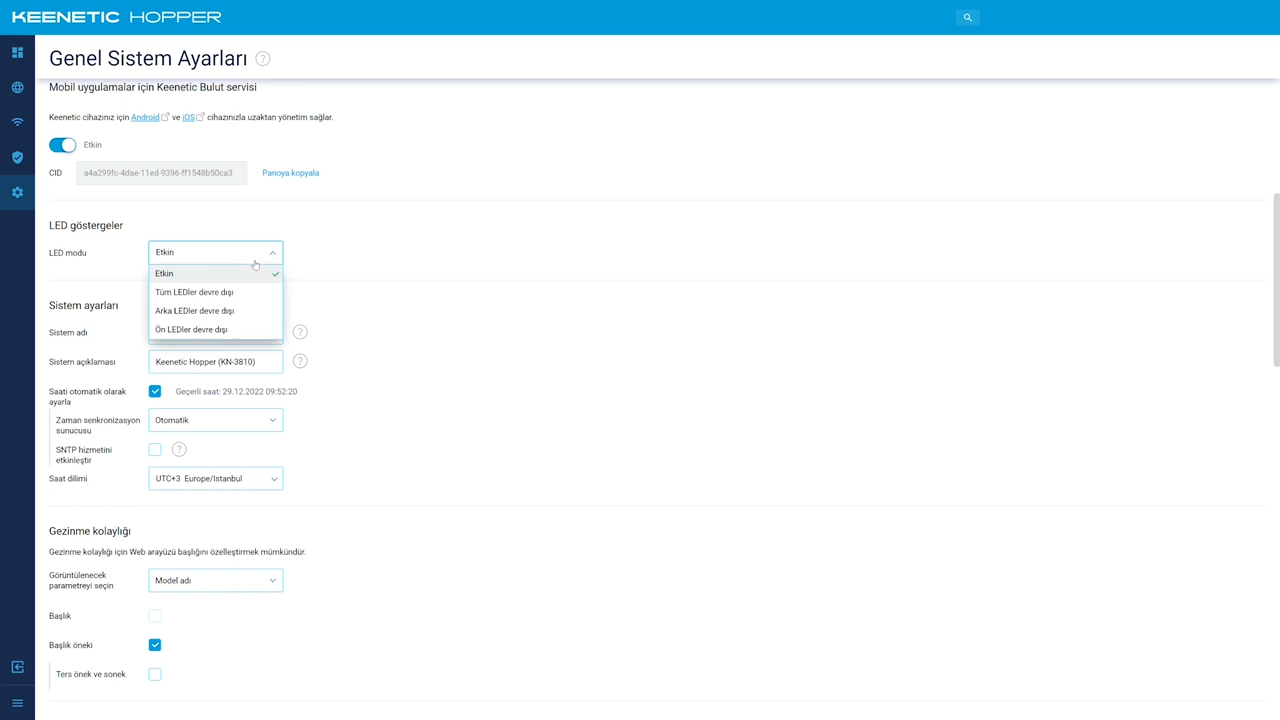 KEENETIC HOPPER
Genel Sistem Ayarları ?
Mobil uygulamalar için Keenetic Bulut servisi
Keenetic cihazınız için Android ve iOS cihazınızla uzaktan yönetim sağlar.
Etkin
CID a4a299fc-4dae-11ed-9396-ff1548b50ca3 Panoya kopyala
LED göstergeler
LED modu Etkin
Etkin
Tüm LEDler devre dışı
Arka LEDler devre dışı
Ön LEDler devre dışı
Sistem ayarları
Sistem adı ?
Sistem açıklaması Keenetic Hopper (KN-3810) ?
Saati otomatik olarak
ayarla
Geçerli saat: 29.12.2022 09:52:20
Zaman senkronizasyon
sunucusu
Otomatik
SNTP hizmetini
etkinleştir
?
Saat dilimi UTC+3 Europe/Istanbul
Gezinme kolaylığı
Gezinme kolaylığı için Web arayüzü başlığını özelleştirmek mümkündür.
Görüntülenecek
parametreyi seçin
Model adı
Başlık
Başlık öneki
Ters önek ve sonek